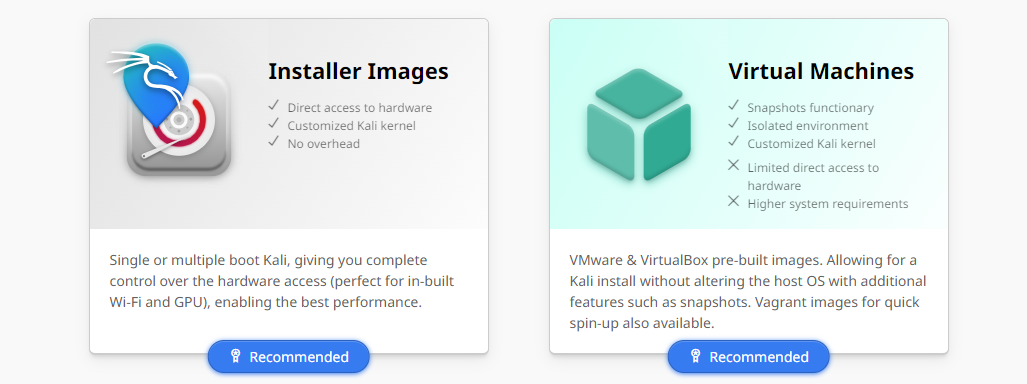 Installer Images
Direct access to hardware
Customized Kali kernel
No overhead
Single or multiple boot Kali, giving you complete
control over the hardware access (perfect for in-built
Wi-Fi and GPU), enabling the best performance.
Recommended
Virtual Machines
Snapshots functionary
Isolated environment
Customized Kali kernel
Limited direct access to
hardware
Higher system requirements
VMware & VirtualBox pre-built images. Allowing for a
Kali install without altering the host OS with additional
features such as snapshots. Vagrant images for quick
spin-up also available.
Recommended